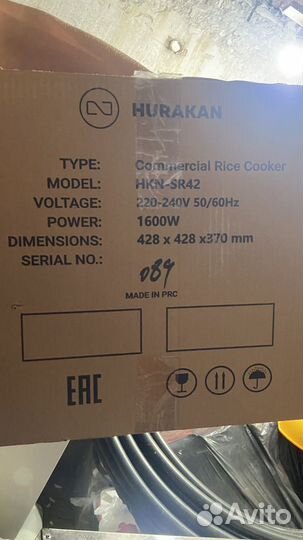 HURAKAN
TYPE: Commercial Rice Cooker
MODEL: HKN-SR42
VOLTAGE: 220-240V 50/60Hz
POWER: 1600W
DIMENSIONS: 428 x 428 x370 mm
SERIAL NO.: 089
MADE IN PRC
EAC
Avito